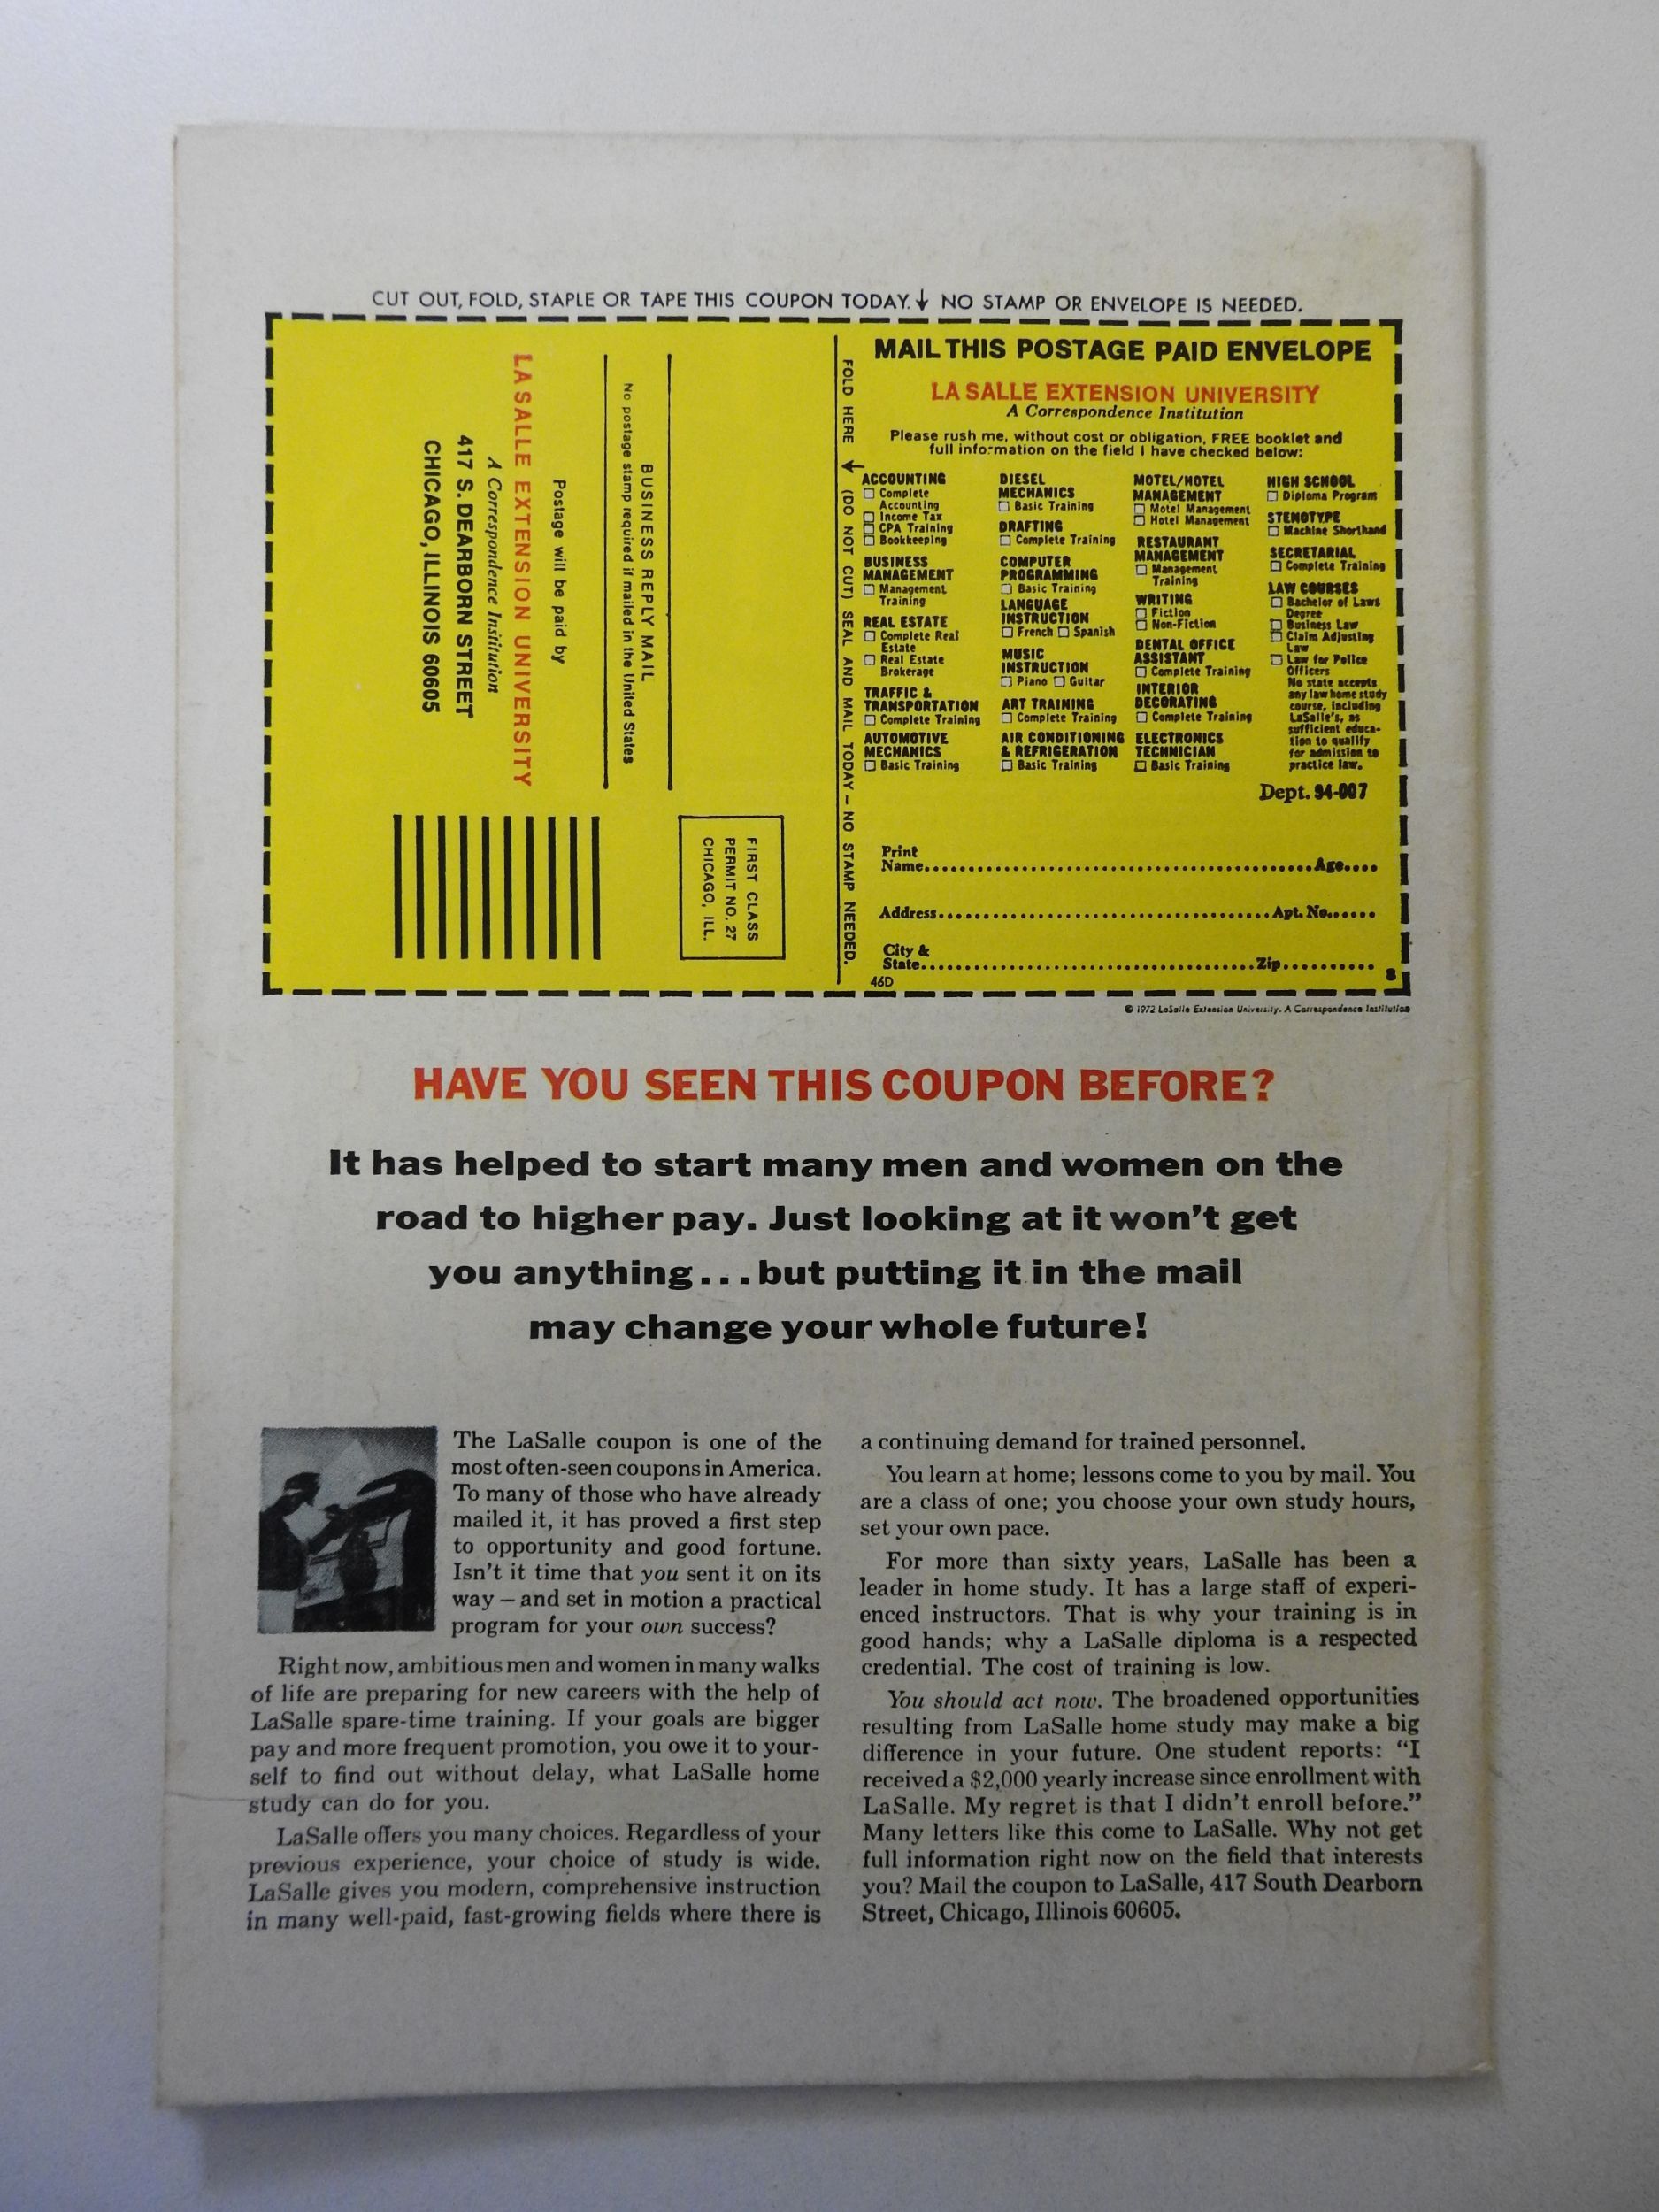 CUT OUT, FOLD, STAPLE OR TAPE THIS COUPON TODAY.↓ NO STAMP OR ENVELOPE IS NEEDED.
BUSINESS REPLY MAIL
No postage stamp required if mailed in the United States
Postage will be paid by
LA SALLE EXTENSION UNIVERSITY
A Correspondence Institution
417 S. DEARBORN STREET
CHICAGO, ILLINOIS 60605
FIRST CLASS
PERMIT NO. 27
CHICAGO, ILL.
FOLD HERE → (DO NOT CUT) SEAL AND MAIL TODAY – NO STAMP NEEDED.
MAIL THIS POSTAGE PAID ENVELOPE
LA SALLE EXTENSION UNIVERSITY
A Correspondence Institution
Please rush me, without cost or obligation, FREE booklet and
full information on the field I have checked below:
ACCOUNTING
☐ Complete
Accounting
☐ Income Tax
☐ CPA Training
☐ Bookkeeping
BUSINESS
MANAGEMENT
☐ Management
Training
REAL ESTATE
☐ Complete Real
Estate
☐ Real Estate
Brokerage
TRAFFIC &
TRANSPORTATION
☐ Complete Training
AUTOMOTIVE
MECHANICS
☐ Basic Training
DIESEL
MECHANICS
☐ Basic Training
DRAFTING
☐ Complete Training
COMPUTER
PROGRAMMING
☐ Basic Training
LANGUAGE
INSTRUCTION
☐ French ☐ Spanish
MUSIC
INSTRUCTION
☐ Piano ☐ Guitar
ART TRAINING
☐ Complete Training
AIR CONDITIONING
& REFRIGERATION
☐ Basic Training
MOTEL/HOTEL
MANAGEMENT
☐ Motel Management
☐ Hotel Management
RESTAURANT
MANAGEMENT
☐ Management
Training
WRITING
☐ Fiction
☐ Non-Fiction
DENTAL OFFICE
ASSISTANT
☐ Complete Training
INTERIOR
DECORATING
☐ Complete Training
ELECTRONICS
TECHNICIAN
☐ Basic Training
HIGH SCHOOL
☐ Diploma Program
STENOTYPE
☐ Machine Shorthand
SECRETARIAL
☐ Complete Training
LAW COURSES
☐ Bachelor of Laws
Degree
☐ Business Law
☐ Claim Adjusting
Law
☐ Law for Police
Officers
No state accepts
any law home study
course, including
LaSalle's, as
sufficient educa-
tion to qualify
for admission to
practice law.
Dept. 94-007
Print
Name.......... Age....
Address.......... Apt. No......
City &
State.......... Zip..........
46D
8
© 1972 LaSalle Extension University. A Correspondence Institution
HAVE YOU SEEN THIS COUPON BEFORE?
It has helped to start many men and women on the
road to higher pay. Just looking at it won't get
you anything...but putting it in the mail
may change your whole future!
The LaSalle coupon is one of the
most often-seen coupons in America.
To many of those who have already
mailed it, it has proved a first step
to opportunity and good fortune.
Isn't it time that you sent it on its
way — and set in motion a practical
program for your own success?
Right now, ambitious men and women in many walks
of life are preparing for new careers with the help of
LaSalle spare-time training. If your goals are bigger
pay and more frequent promotion, you owe it to your-
self to find out without delay, what LaSalle home
study can do for you.
LaSalle offers you many choices. Regardless of your
previous experience, your choice of study is wide.
LaSalle gives you modern, comprehensive instruction
in many well-paid, fast-growing fields where there is
a continuing demand for trained personnel.
You learn at home; lessons come to you by mail. You
are a class of one; you choose your own study hours,
set your own pace.
For more than sixty years, LaSalle has been a
leader in home study. It has a large staff of experi-
enced instructors. That is why your training is in
good hands; why a LaSalle diploma is a respected
credential. The cost of training is low.
You should act now. The broadened opportunities
resulting from LaSalle home study may make a big
difference in your future. One student reports: "I
received a $2,000 yearly increase since enrollment with
LaSalle. My regret is that I didn't enroll before."
Many letters like this come to LaSalle. Why not get
full information right now on the field that interests
you? Mail the coupon to LaSalle, 417 South Dearborn
Street, Chicago, Illinois 60605.